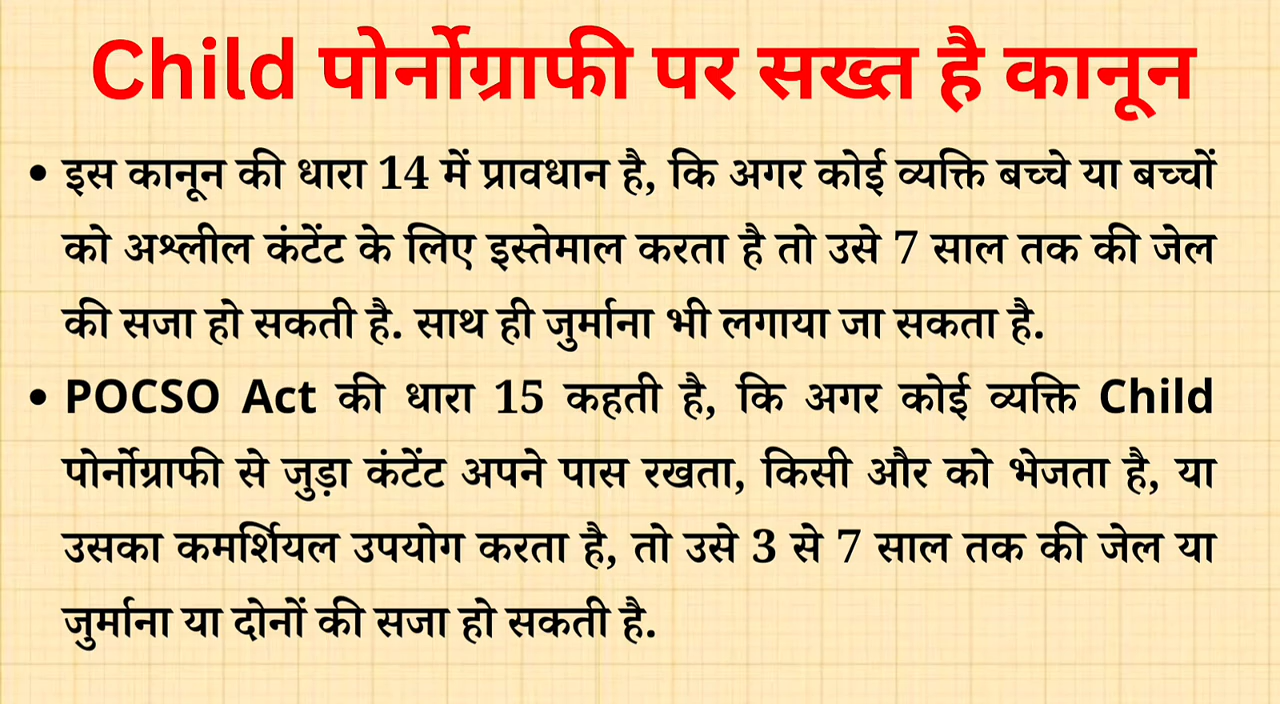 Child पोर्नोग्राफी पर सख्त है कानून
• इस कानून की धारा 14 में प्रावधान है, कि अगर कोई व्यक्ति बच्चे या बच्चों
को अश्लील कंटेंट के लिए इस्तेमाल करता है तो उसे 7 साल तक की जेल
की सजा हो सकती है. साथ ही जुर्माना भी लगाया जा सकता है.
• POCSO Act की धारा 15 कहती है, कि अगर कोई व्यक्ति Child
पोर्नोग्राफी से जुड़ा कंटेंट अपने पास रखता, किसी और को भेजता है, या
उसका कमर्शियल उपयोग करता है, तो उसे 3 से 7 साल तक की जेल या
जुर्माना या दोनों की सजा हो सकती है.